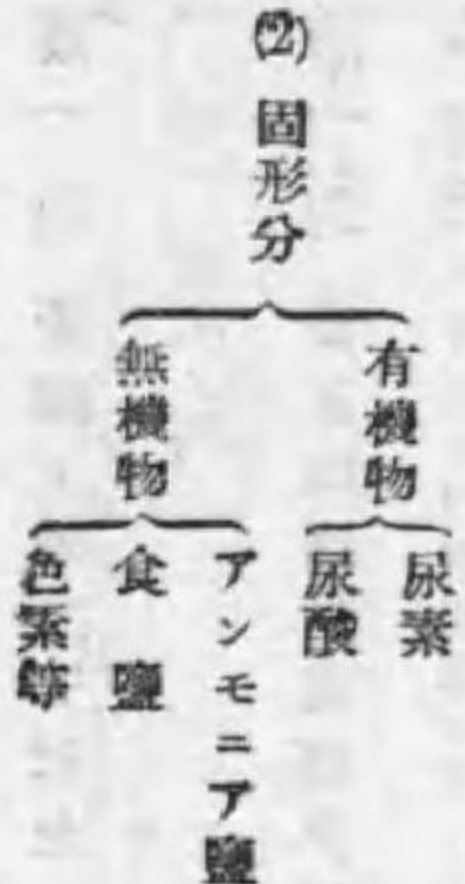 (2) 固形分
有機物
尿素
尿酸
無機物
アンモニア鹽
食鹽
色素等